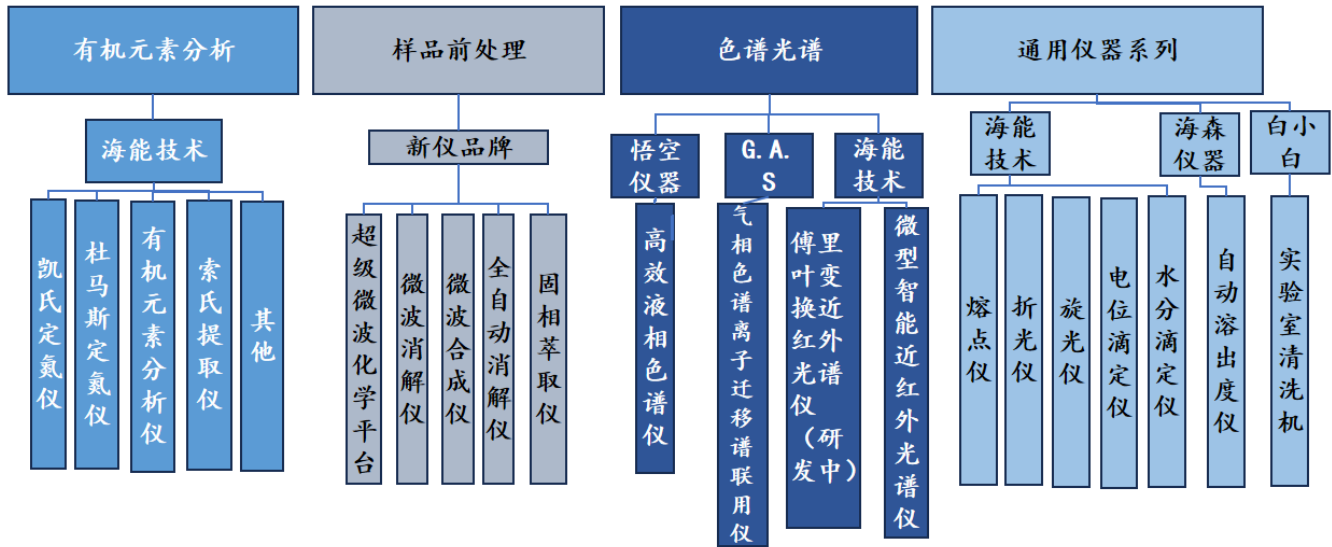 有机元素分析
样品前处理
色谱光谱
通用仪器系列
海能技术
新仪品牌
悟空
仪器
G.A.
S
海能
技术
海能
技术
海森
仪器
白小
白
凯氏定氮仪
杜马斯定氮仪
有机元素分析仪
索氏提取仪
其他
超级微波化学平台
微波消解仪
微波合成仪
全自动消解仪
固相萃取仪
高效液相色谱仪
气相色谱离子迁移谱联用仪
傅里
叶变
换近
红外
光谱
仪
（研
发中）
微型智能近红外光谱仪
熔点仪
折光仪
旋光仪
电位滴定仪
水分滴定仪
自动溶出度仪
实验室清洗机